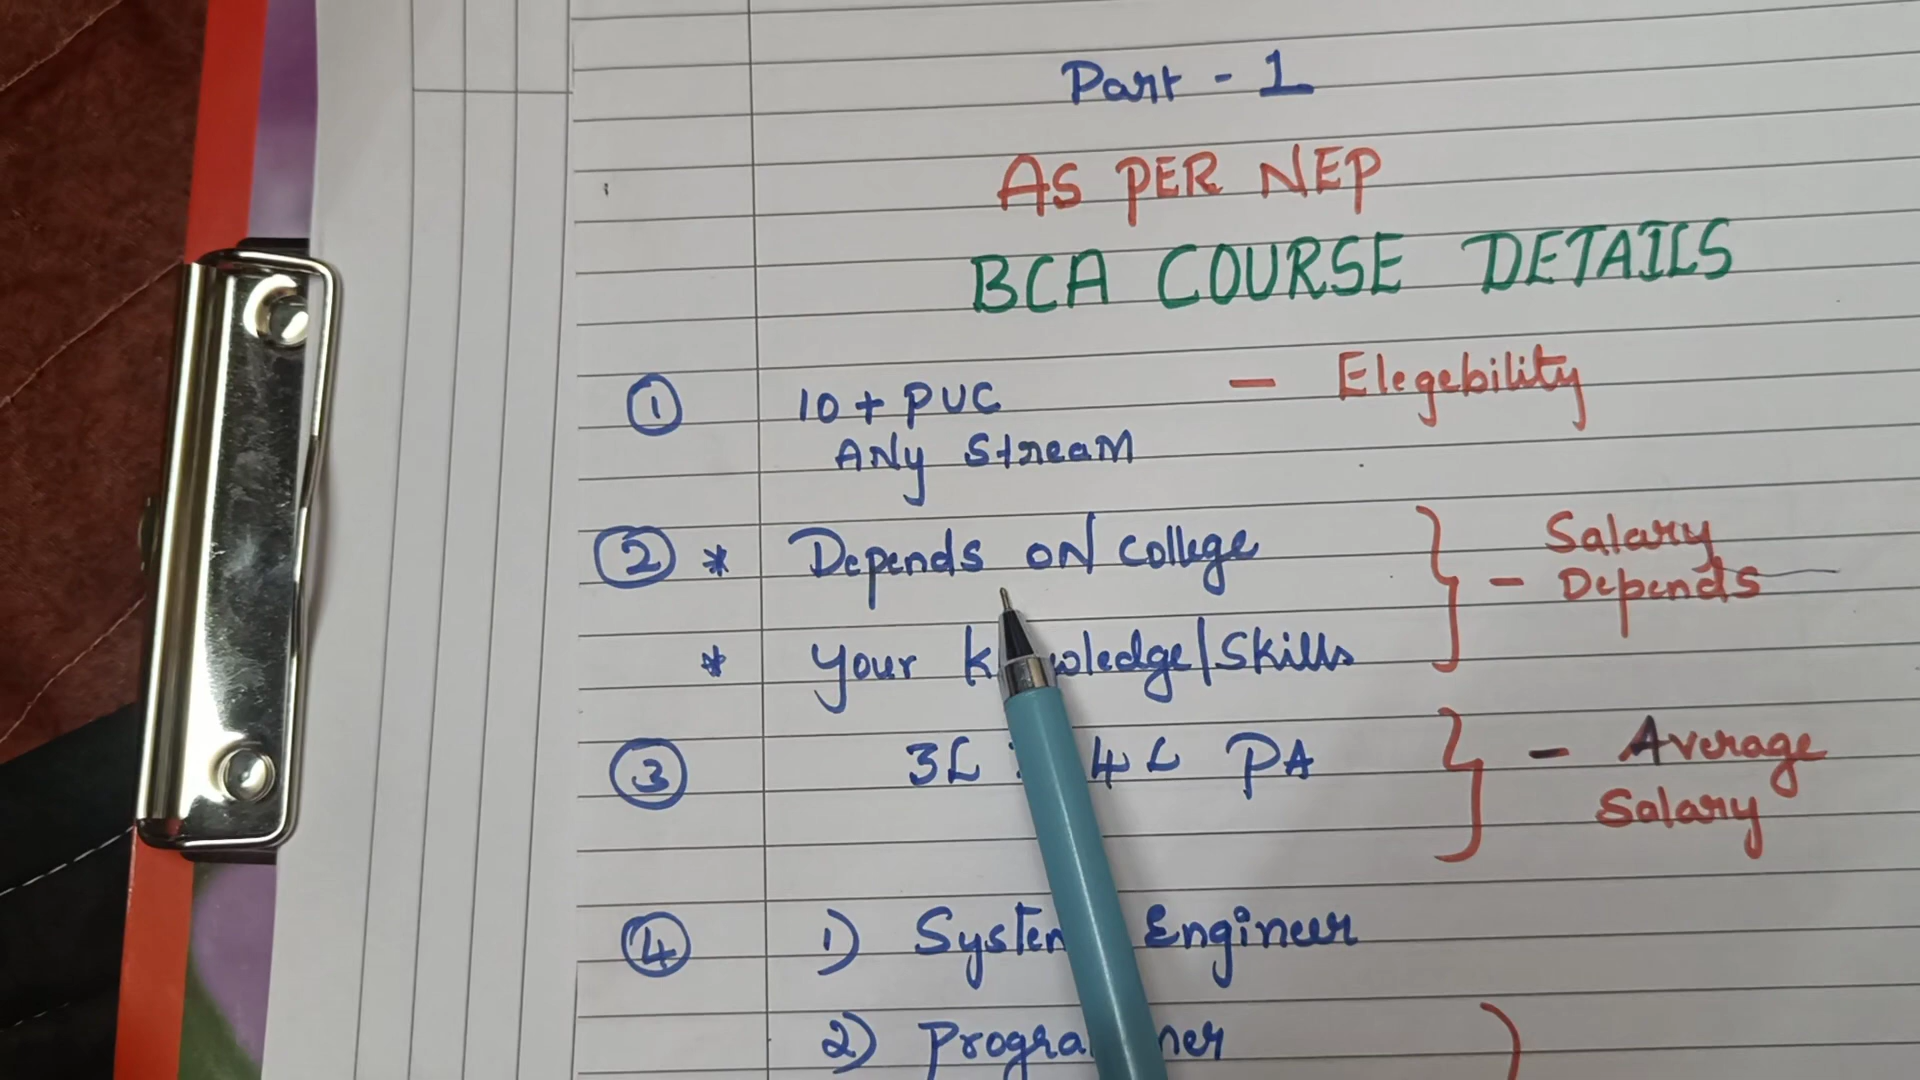 Part - 1
AS PER NEP
BCA COURSE DETAILS
① 10 + PUC - Elegebility
ANy StreaM
② * Depends oN college } - Salary Depends
* your knowledge/Skills
③ 3L 4L PA } - Average Salary
④ 1) System Engineer
2) Programmer